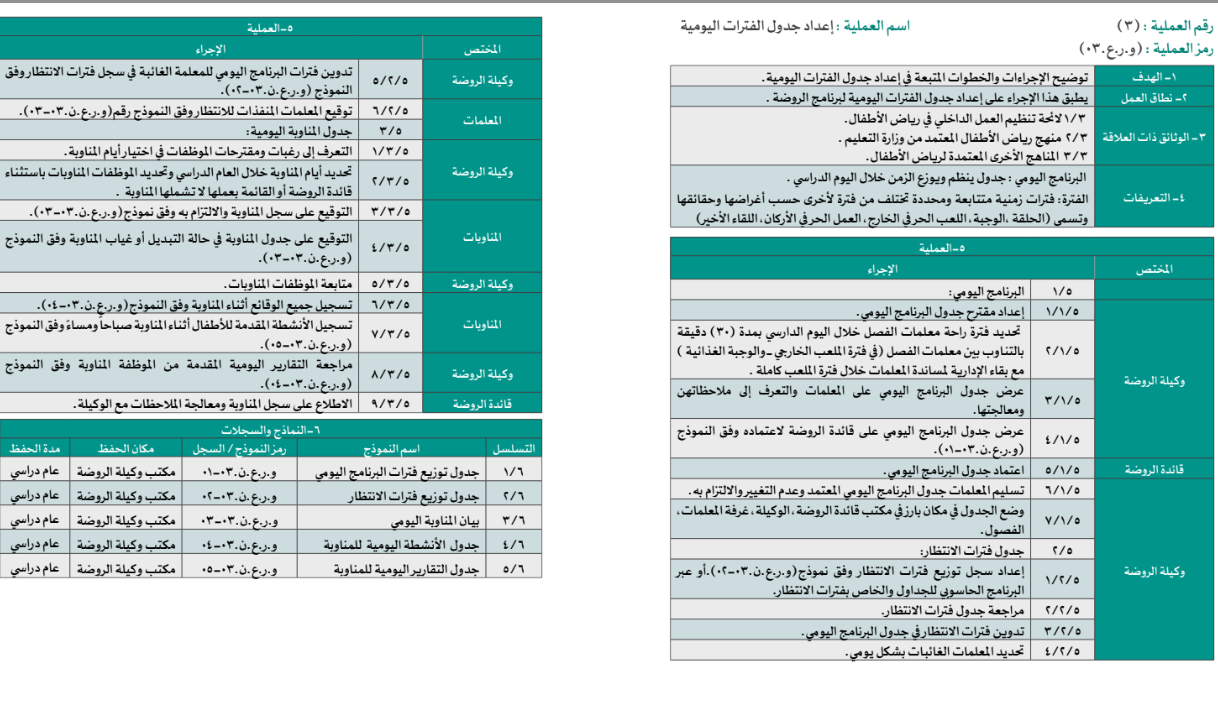 رقم العملية : (٣) اسم العملية : إعداد جدول الفترات اليومية
رمز العملية : (و.ر.ع.٠٣)
١- الهدف توضيح الإجراءات والخطوات المتبعة في إعداد جدول الفترات اليومية.
٢- نطاق العمل يطبق هذا الإجراء على إعداد جدول الفترات اليومية لبرنامج الروضة .
٣- الوثائق ذات العلاقة
١/٣ لائحة تنظيم العمل الداخلي في رياض الأطفال.
٢/٣ منهج رياض الأطفال المعتمد من وزارة التعليم .
٣/٣ المناهج الأخرى المعتمدة لرياض الأطفال.
٤- التعريفات
البرنامج اليومي : جدول ينظم ويوزع الزمن خلال اليوم الدراسي .
الفترة: فترات زمنية متتابعة ومحددة تختلف من فترة لأخرى حسب أغراضها وحقائقها
وتسمى (الحلقة ،الوجبة، اللعب الحر في الخارج، العمل الحر في الأركان، اللقاء الأخير)
٥-العملية
المختص الإجراء
١/٥ البرنامج اليومي:
وكيلة الروضة
١/١/٥ إعداد مقترح جدول البرنامج اليومي.
٢/١/٥ تحديد فترة راحة معلمات الفصل خلال اليوم الدارسي بمدة (٣٠) دقيقة
بالتناوب بين معلمات الفصل (في فترة الملعب الخارجي -والوجبة الغذائية )
مع بقاء الإدارية لمساندة المعلمات خلال فترة الملعب كاملة .
٣/١/٥ عرض جدول البرنامج اليومي على المعلمات والتعرف إلى ملاحظاتهن
ومعالجتها.
٤/١/٥ عرض جدول البرنامج اليومي على قائدة الروضة لاعتماده وفق النموذج
(و.ر.ع.ن.٠٣-٠١).
قائدة الروضة ٥/١/٥ اعتماد جدول البرنامج اليومي.
وكيلة الروضة
٦/١/٥ تسليم المعلمات جدول البرنامج اليومي المعتمد وعدم التغيير والالتزام به.
٧/١/٥ وضع الجدول في مكان بارز في مكتب قائدة الروضة، الوكيلة، غرفة المعلمات،
الفصول.
٢/٥ جدول فترات الانتظار:
١/٢/٥ إعداد سجل توزيع فترات الانتظار وفق نموذج(و.ر.ع.ن.٠٣-٠٢).أو عبر
البرنامج الحاسوبي للجداول والخاص بفترات الانتظار.
٢/٢/٥ مراجعة جدول فترات الانتظار.
٣/٢/٥ تدوين فترات الانتظار في جدول البرنامج اليومي.
٤/٢/٥ تحديد المعلمات الغائبات بشكل يومي.
٥-العملية
المختص الإجراء
وكيلة الروضة ٥/٢/٥ تدوين فترات البرنامج اليومي للمعلمة الغائبة في سجل فترات الانتظار وفق
النموذج (و.ر.ع.ن.٠٣-٠٢).
المعلمات ٦/٢/٥ توقيع المعلمات المنفذات للانتظار وفق النموذج رقم(و.ر.ع.ن.٠٣-٠٣).
٣/٥ جدول المناوبة اليومية:
وكيلة الروضة ١/٣/٥ التعرف إلى رغبات ومقترحات الموظفات في اختيار أيام المناوبة.
٢/٣/٥ تحديد أيام المناوبة خلال العام الدراسي وتحديد الموظفات المناوبات باستثناء
قائدة الروضة أو القائمة بعملها لا تشملها المناوبة .
المناوبات ٣/٣/٥ التوقيع على سجل المناوبة والالتزام به وفق نموذج(و.ر.ع.ن.٠٣-٠٣).
٤/٣/٥ التوقيع على جدول المناوبة في حالة التبديل أو غياب المناوبة وفق النموذج
(و.ر.ع.ن.٠٣-٠٣).
وكيلة الروضة ٥/٣/٥ متابعة الموظفات المناوبات.
المناوبات ٦/٣/٥ تسجيل جميع الوقائع أثناء المناوبة وفق النموذج(و.ر.ع.ن.٠٣-٠٤).
٧/٣/٥ تسجيل الأنشطة المقدمة للأطفال أثناء المناوبة صباحاً ومساءً وفق النموذج
(و.ر.ع.ن.٠٣-٠٥).
وكيلة الروضة ٨/٣/٥ مراجعة التقارير اليومية المقدمة من الموظفة المناوبة وفق النموذج
(و.ر.ع.ن.٠٣-٠٤).
قائدة الروضة ٩/٣/٥ الاطلاع على سجل المناوبة ومعالجة الملاحظات مع الوكيلة.
٦-النماذج والسجلات
التسلسل اسم النموذج رمز النموذج / السجل مكان الحفظ مدة الحفظ
١/٦ جدول توزيع فترات البرنامج اليومي و.ر.ع.ن.٠٣-٠١ مكتب وكيلة الروضة عام دراسي
٢/٦ جدول توزيع فترات الانتظار و.ر.ع.ن.٠٣-٠٢ مكتب وكيلة الروضة عام دراسي
٣/٦ بيان المناوبة اليومي و.ر.ع.ن.٠٣-٠٣ مكتب وكيلة الروضة عام دراسي
٤/٦ جدول الأنشطة اليومية للمناوبة و.ر.ع.ن.٠٣-٠٤ مكتب وكيلة الروضة عام دراسي
٥/٦ جدول التقارير اليومية للمناوبة و.ر.ع.ن.٠٣-٠٥ مكتب وكيلة الروضة عام دراسي